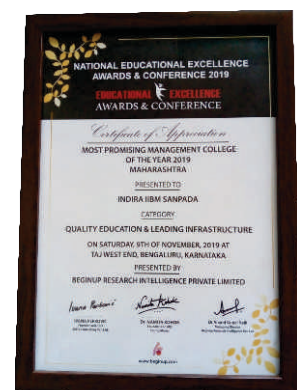 NATIONAL EDUCATIONAL EXCELLENCE
AWARDS & CONFERENCE 2019
EDUCATIONAL EXCELLENCE
AWARDS & CONFERENCE
Certificate of Appreciation
MOST PROMISING MANAGEMENT COLLEGE
OF THE YEAR 2019
MAHARASHTRA
PRESENTED TO
INDIRA IIBM SANPADA
CATEGORY
QUALITY EDUCATION & LEADING INFRASTRUCTURE
ON SATURDAY, 9TH OF NOVEMBER, 2019 AT
TAJ WEST END, BENGALURU, KARNATAKA
PRESENTED BY
BEGINUP RESEARCH INTELLIGENCE PRIVATE LIMITED
www.beginup.com